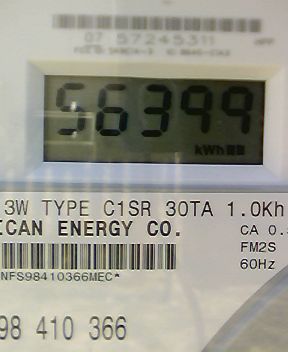 07 57245311
56399
kWh
3W TYPE C1SR 30TA 1.0Kh
ICAN ENERGY CO.
CA 0.
FM2S
60Hz
NFS98410366MEC*
98 410 366